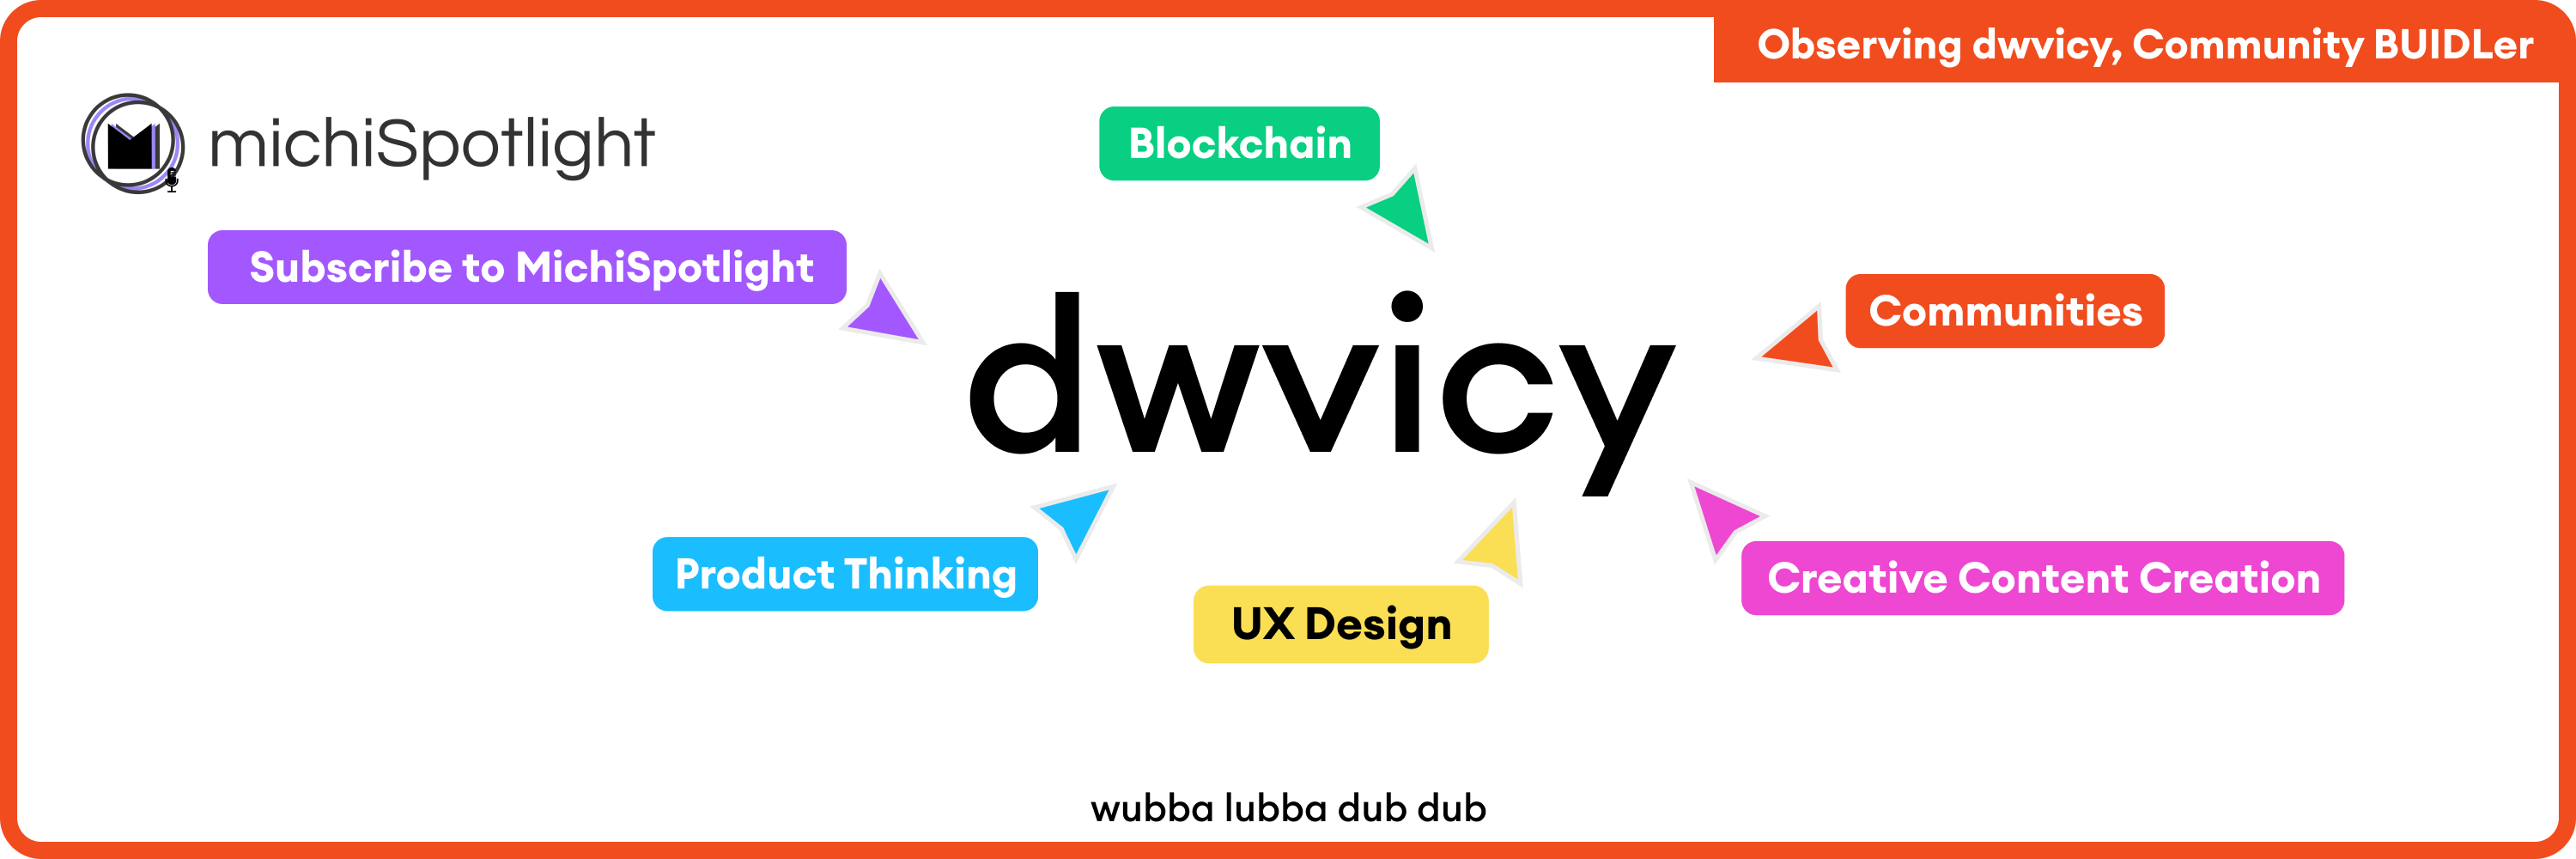 Observing dwvicy, Community BUIDLer
michiSpotlight
Blockchain
Subscribe to MichiSpotlight
Communities
dwvicy
Product Thinking
UX Design
Creative Content Creation
wubba lubba dub dub